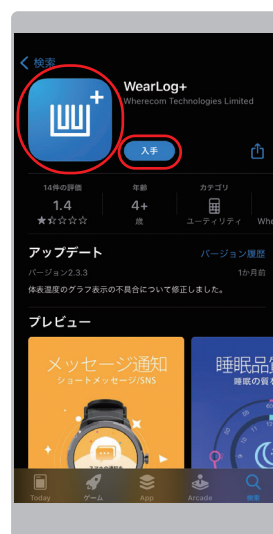 検索
WearLog+
Wherecom Technologies Limited
入手
14件の評価
年齢
カテゴリ
1.4
4+
歳
ユーティリティ
Whe
アップデート
バージョン履歴
バージョン2.3.3
1か月前
体表温度のグラフ表示の不具合について修正しました。
プレビュー
メッセージ通知
ショートメッセージ/SNS
睡眠品質
睡眠の質を
Today
ゲーム
App
Arcade
検索